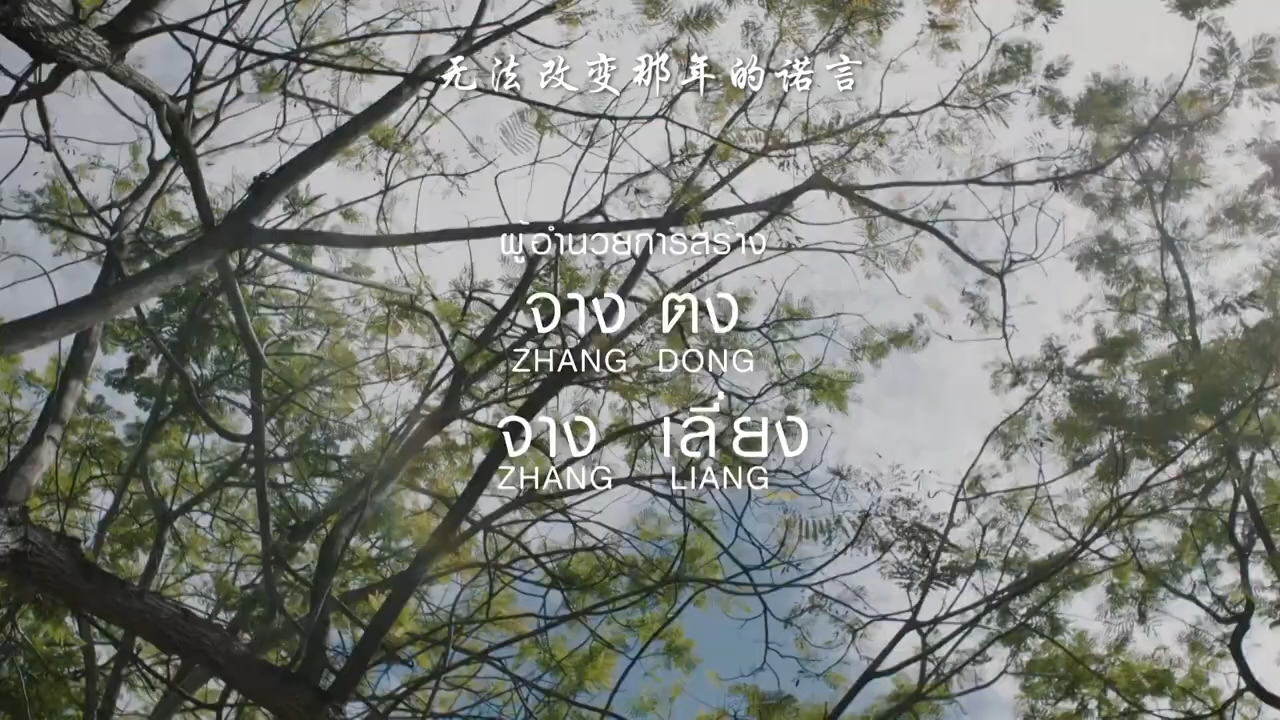 无法改变那年的诺言
ผู้อำนวยการสร้าง
จาง ตง
ZHANG DONG
จาง เลี่ยง
ZHANG LIANG